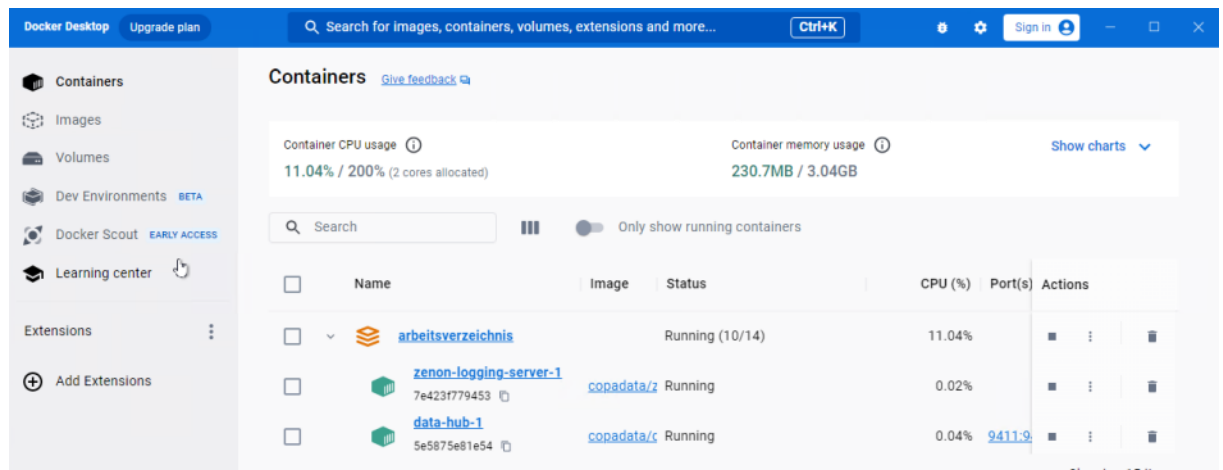 Docker Desktop Upgrade plan Search for images, containers, volumes, extensions and more... Ctrl+K Sign in
Containers
Images
Volumes
Dev Environments BETA
Docker Scout EARLY ACCESS
Learning center
Extensions
Add Extensions
Containers Give feedback
Container CPU usage
11.04% / 200% (2 cores allocated)
Container memory usage
230.7MB / 3.04GB
Show charts
Search
Only show running containers
Name Image Status CPU (%) Port(s) Actions
arbeitsverzeichnis Running (10/14) 11.04%
zenon-logging-server-1
7e423f779453
copadata/z Running 0.02%
data-hub-1
5e5875e81e54
copadata/c Running 0.04% 9411:9